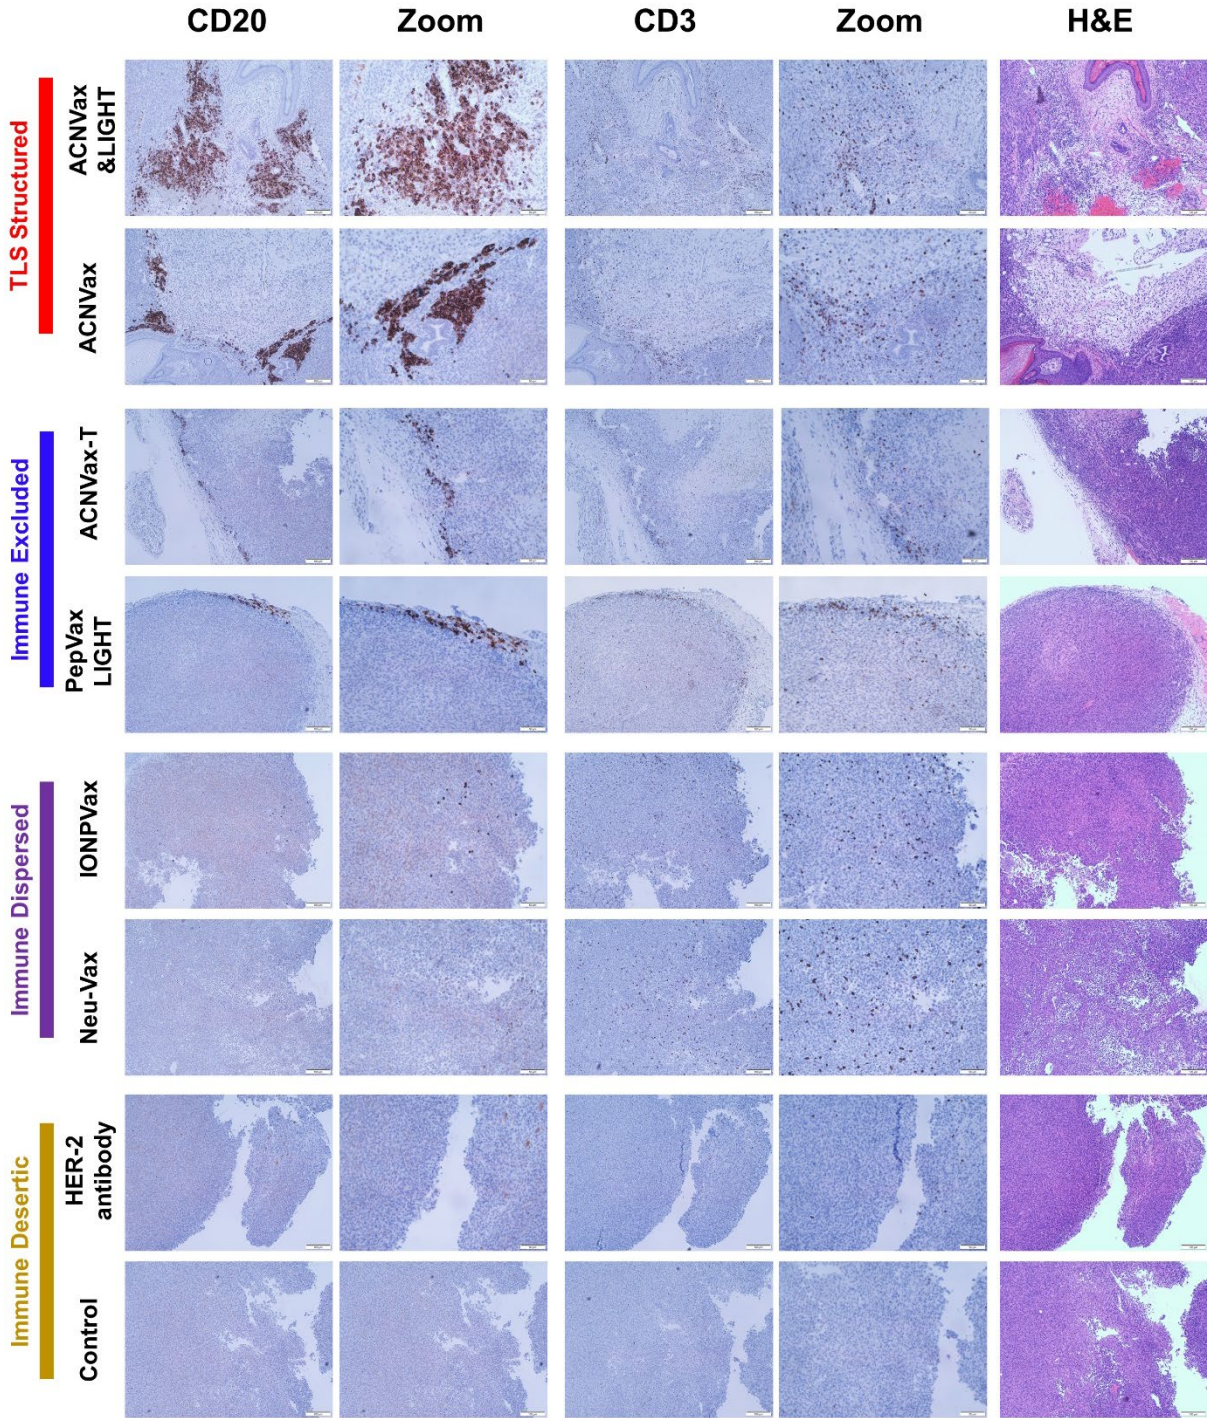 CD20 Zoom CD3 Zoom H&E
TLS Structured
ACNVax
&LIGHT
ACNVax
Immune Excluded
ACNVax-T
PepVax
LIGHT
Immune Dispersed
IONPVax
Neu-Vax
Immune Desertic
HER-2
antibody
Control